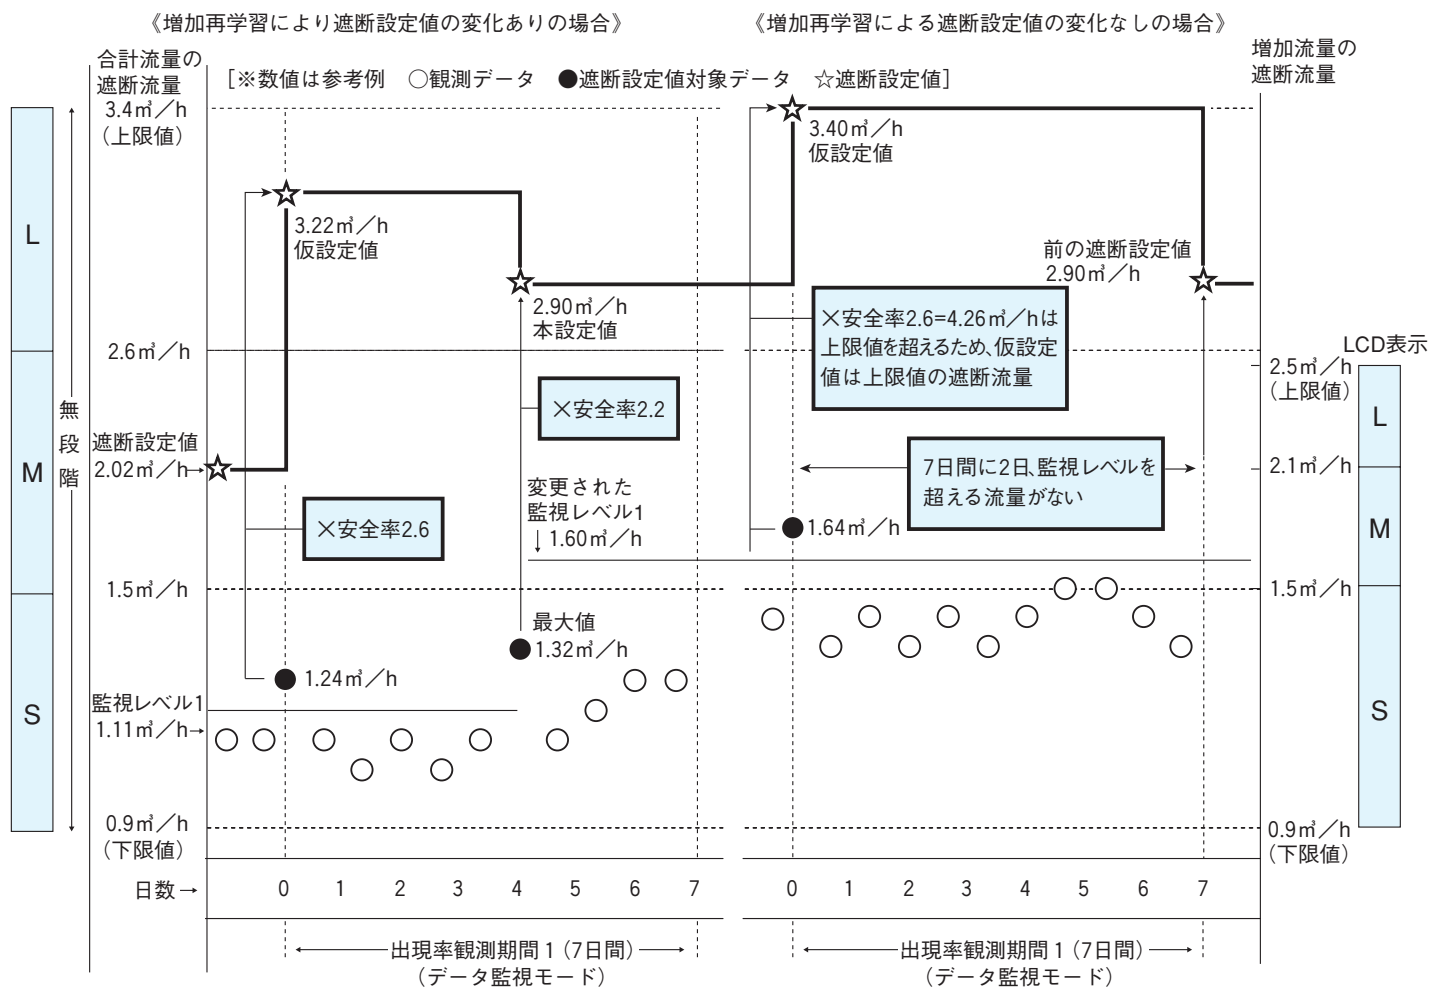 《増加再学習により遮断設定値の変化ありの場合》
《増加再学習による遮断設定値の変化なしの場合》
合計流量の
遮断流量
[※数値は参考例 ○観測データ ●遮断設定値対象データ ☆遮断設定値]
増加流量の
遮断流量
3.4㎥／h
（上限値）
3.40㎥／h
仮設定値
3.22㎥／h
仮設定値
L
前の遮断設定値
2.90㎥／h
2.90㎥／h
本設定値
×安全率2.6=4.26㎥／hは
上限値を超えるため、仮設定
値は上限値の遮断流量
2.6㎥／h
LCD表示
2.5㎥／h
（上限値）
無段階
×安全率2.2
L
遮断設定値
2.02㎥／h→
M
7日間に2日、監視レベルを
超える流量がない
2.1㎥／h
×安全率2.6
変更された
監視レベル1
↓1.60㎥／h
1.64㎥／h
M
1.5㎥／h
1.5㎥／h
最大値
1.32㎥／h
1.24㎥／h
監視レベル1
1.11㎥／h→
S
S
0.9㎥／h
（下限値）
0.9㎥／h
（下限値）
日数→ 0 1 2 3 4 5 6 7 0 1 2 3 4 5 6 7
出現率観測期間 1（7日間）
（データ監視モード）
出現率観測期間 1（7日間）
（データ監視モード）